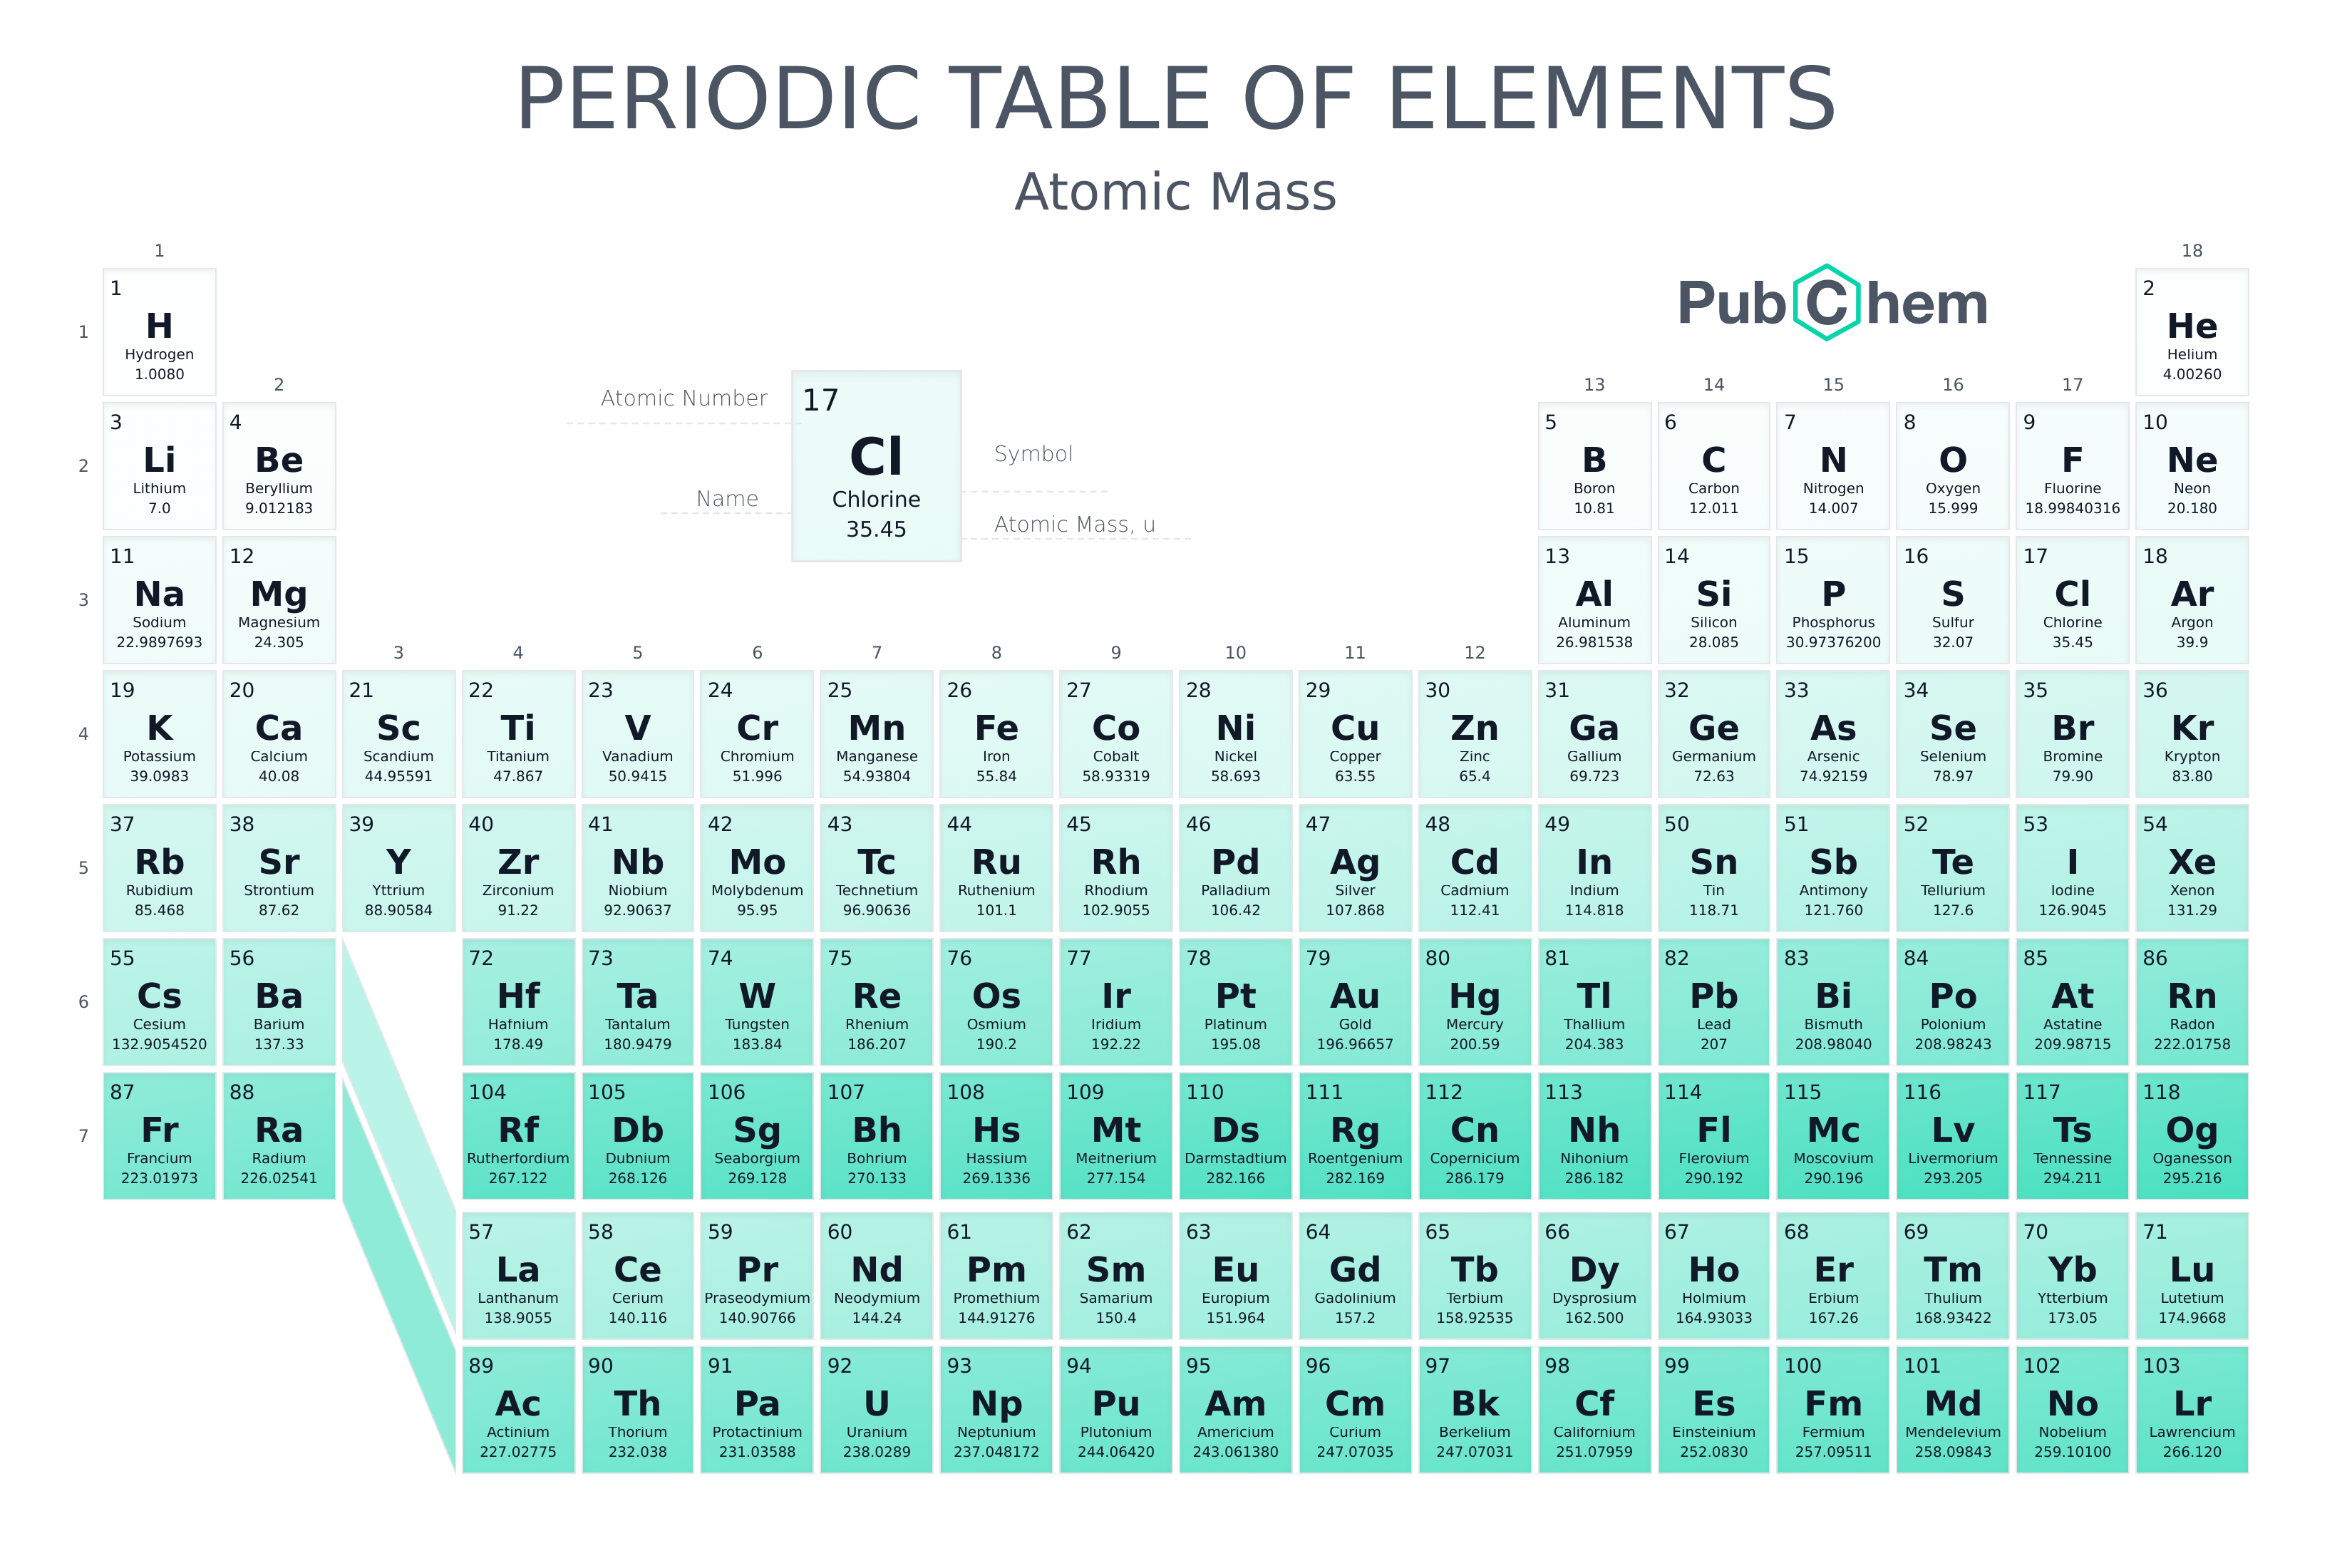 PERIODIC TABLE OF ELEMENTS
Atomic Mass
1
18
PubChem
1
1
H
Hydrogen
1.0080
2
He
Helium
4.00260
2
13
14
15
16
17
Atomic Number
Name
17
Cl
Chlorine
35.45
Symbol
Atomic Mass, u
2
3
Li
Lithium
7.0
4
Be
Beryllium
9.012183
5
B
Boron
10.81
6
C
Carbon
12.011
7
N
Nitrogen
14.007
8
O
Oxygen
15.999
9
F
Fluorine
18.99840316
10
Ne
Neon
20.180
3
11
Na
Sodium
22.9897693
12
Mg
Magnesium
24.305
13
Al
Aluminum
26.981538
14
Si
Silicon
28.085
15
P
Phosphorus
30.97376200
16
S
Sulfur
32.07
17
Cl
Chlorine
35.45
18
Ar
Argon
39.9
3
4
5
6
7
8
9
10
11
12
4
19
K
Potassium
39.0983
20
Ca
Calcium
40.08
21
Sc
Scandium
44.95591
22
Ti
Titanium
47.867
23
V
Vanadium
50.9415
24
Cr
Chromium
51.996
25
Mn
Manganese
54.93804
26
Fe
Iron
55.84
27
Co
Cobalt
58.93319
28
Ni
Nickel
58.693
29
Cu
Copper
63.55
30
Zn
Zinc
65.4
31
Ga
Gallium
69.723
32
Ge
Germanium
72.63
33
As
Arsenic
74.92159
34
Se
Selenium
78.97
35
Br
Bromine
79.90
36
Kr
Krypton
83.80
5
37
Rb
Rubidium
85.468
38
Sr
Strontium
87.62
39
Y
Yttrium
88.90584
40
Zr
Zirconium
91.22
41
Nb
Niobium
92.90637
42
Mo
Molybdenum
95.95
43
Tc
Technetium
96.90636
44
Ru
Ruthenium
101.1
45
Rh
Rhodium
102.9055
46
Pd
Palladium
106.42
47
Ag
Silver
107.868
48
Cd
Cadmium
112.41
49
In
Indium
114.818
50
Sn
Tin
118.71
51
Sb
Antimony
121.760
52
Te
Tellurium
127.6
53
I
Iodine
126.9045
54
Xe
Xenon
131.29
6
55
Cs
Cesium
132.9054520
56
Ba
Barium
137.33
72
Hf
Hafnium
178.49
73
Ta
Tantalum
180.9479
74
W
Tungsten
183.84
75
Re
Rhenium
186.207
76
Os
Osmium
190.2
77
Ir
Iridium
192.22
78
Pt
Platinum
195.08
79
Au
Gold
196.96657
80
Hg
Mercury
200.59
81
Tl
Thallium
204.383
82
Pb
Lead
207
83
Bi
Bismuth
208.98040
84
Po
Polonium
208.98243
85
At
Astatine
209.98715
86
Rn
Radon
222.01758
7
87
Fr
Francium
223.01973
88
Ra
Radium
226.02541
104
Rf
Rutherfordium
267.122
105
Db
Dubnium
268.126
106
Sg
Seaborgium
269.128
107
Bh
Bohrium
270.133
108
Hs
Hassium
269.1336
109
Mt
Meitnerium
277.154
110
Ds
Darmstadtium
282.166
111
Rg
Roentgenium
282.169
112
Cn
Copernicium
286.179
113
Nh
Nihonium
286.182
114
Fl
Flerovium
290.192
115
Mc
Moscovium
290.196
116
Lv
Livermorium
293.205
117
Ts
Tennessine
294.211
118
Og
Oganesson
295.216
57
La
Lanthanum
138.9055
58
Ce
Cerium
140.116
59
Pr
Praseodymium
140.90766
60
Nd
Neodymium
144.24
61
Pm
Promethium
144.91276
62
Sm
Samarium
150.4
63
Eu
Europium
151.964
64
Gd
Gadolinium
157.2
65
Tb
Terbium
158.92535
66
Dy
Dysprosium
162.500
67
Ho
Holmium
164.93033
68
Er
Erbium
167.26
69
Tm
Thulium
168.93422
70
Yb
Ytterbium
173.05
71
Lu
Lutetium
174.9668
89
Ac
Actinium
227.02775
90
Th
Thorium
232.038
91
Pa
Protactinium
231.03588
92
U
Uranium
238.0289
93
Np
Neptunium
237.048172
94
Pu
Plutonium
244.06420
95
Am
Americium
243.061380
96
Cm
Curium
247.07035
97
Bk
Berkelium
247.07031
98
Cf
Californium
251.07959
99
Es
Einsteinium
252.0830
100
Fm
Fermium
257.09511
101
Md
Mendelevium
258.09843
102
No
Nobelium
259.10100
103
Lr
Lawrencium
266.120